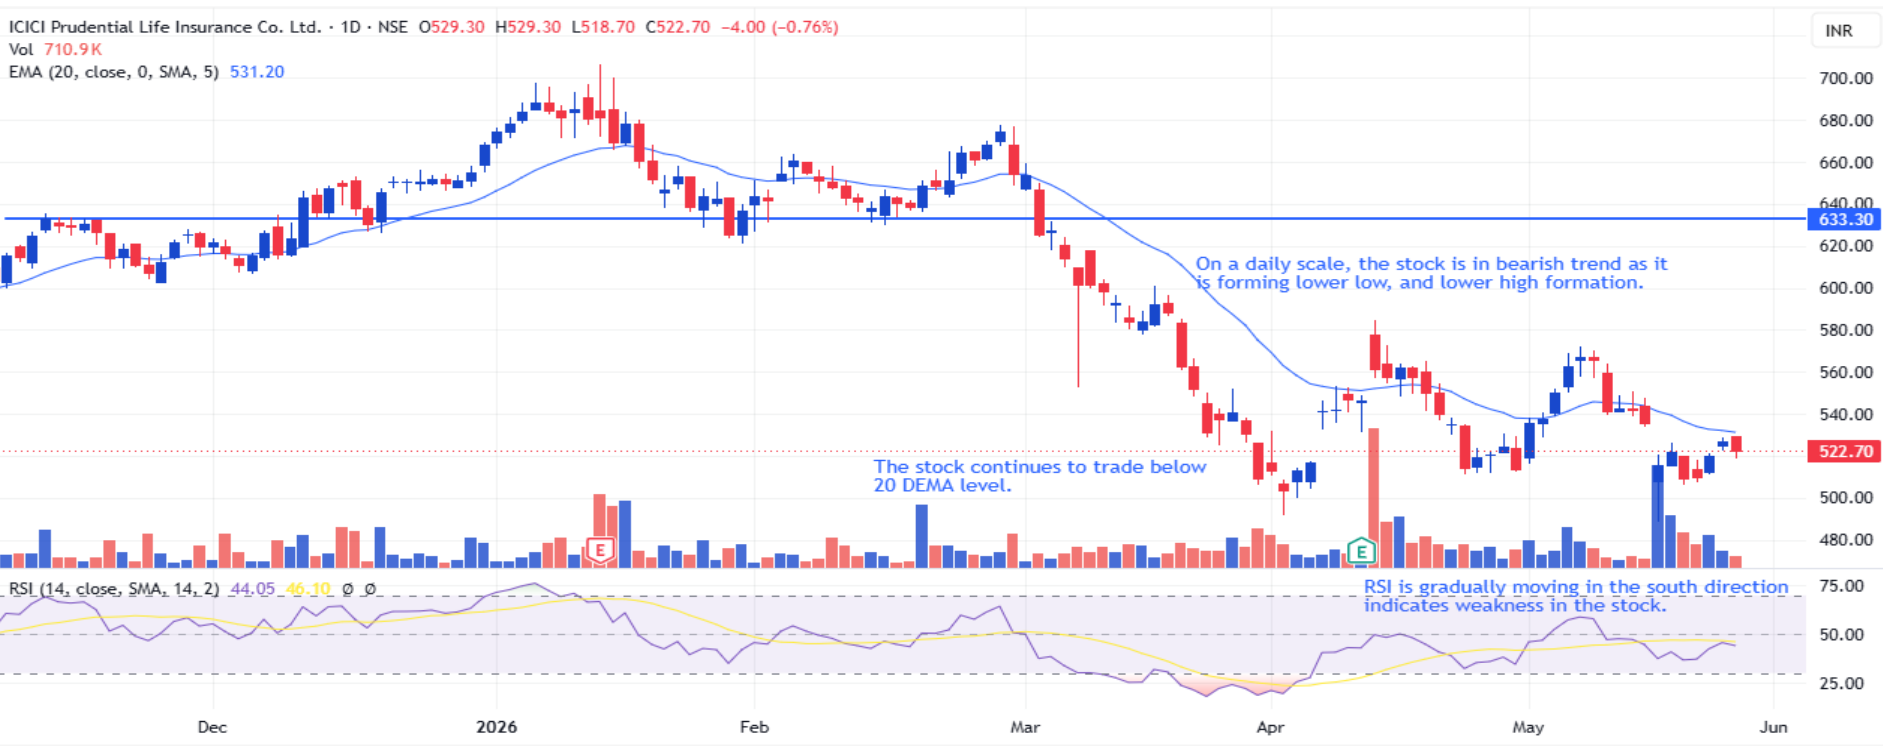 ICICI Prudential Life Insurance Co. Ltd. · 1D · NSE O529.30 H529.30 L518.70 C522.70 −4.00 (−0.76%)
INR
Vol 710.9K
EMA (20, close, 0, SMA, 5) 531.20
700.00
680.00
660.00
640.00
633.30
620.00
On a daily scale, the stock is in bearish trend as it
is forming lower low, and lower high formation.
600.00
580.00
560.00
540.00
522.70
The stock continues to trade below
20 DEMA level.
500.00
480.00
E
E
RSI (14, close, SMA, 14, 2) 44.05 46.10 Ø Ø
RSI is gradually moving in the south direction
indicates weakness in the stock.
75.00
50.00
25.00
Dec 2026 Feb Mar Apr May Jun